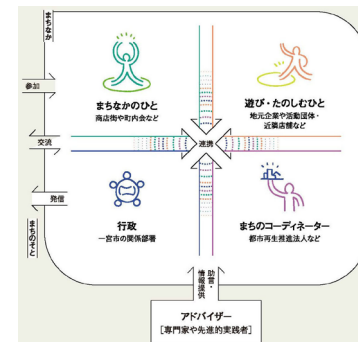 まちなか
まちなかのひと
商店街や町内会など
遊び・たのしむひと
地元企業や活動団体・
近隣店舗など
参加
交流
発信
まちのそと
連携
行政
一宮市の関係部署
まちのコーディネーター
都市再生推進法人など
助言・
情報提供
アドバイザー
［専門家や先進的実践者］